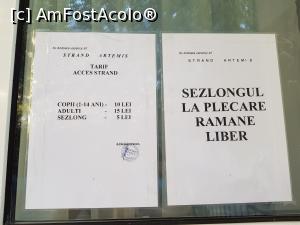 [c] AmFostAcolo®
STRAND ARTEMIS
TARIF
ACCES STRAND
COPII (2-14 ANI) - 10 LEI
ADULTI - 15 LEI
SEZLONG - 5 LEI
STRAND ARTEMIS
SEZLONGUL
LA PLECARE
RAMANE
LIBER